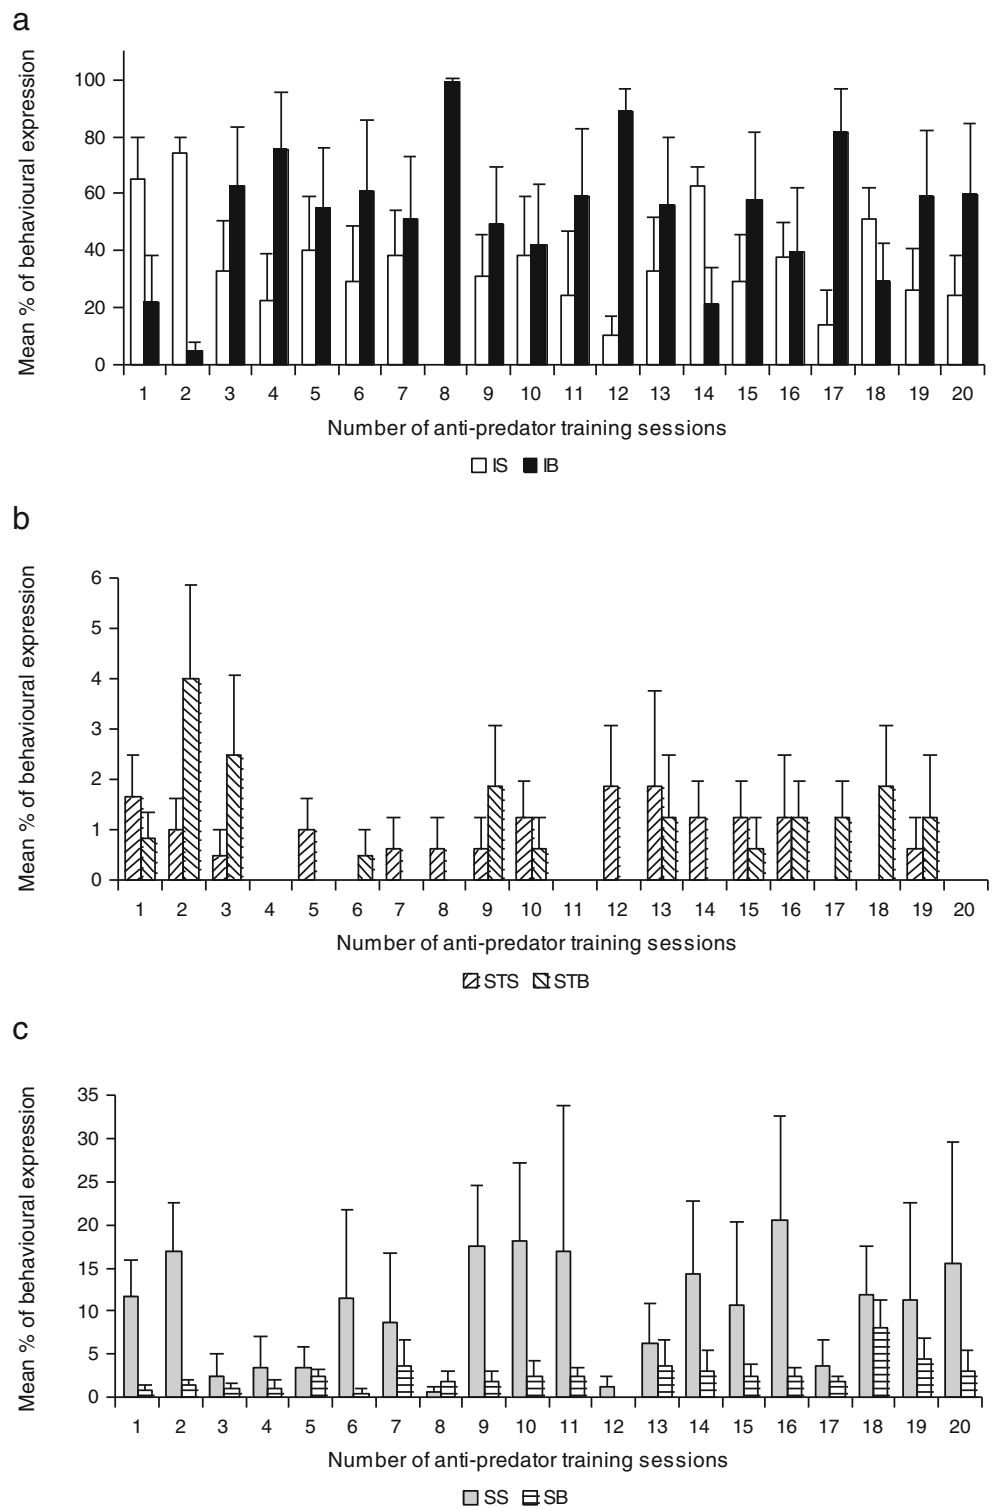 a
Mean % of behavioural expression
100
80
60
40
20
0
1 2 3 4 5 6 7 8 9 10 11 12 13 14 15 16 17 18 19 20
Number of anti-predator training sessions
IS IB
b
Mean % of behavioural expression
6
5
4
3
2
1
0
1 2 3 4 5 6 7 8 9 10 11 12 13 14 15 16 17 18 19 20
Number of anti-predator training sessions
STS STB
c
Mean % of behavioural expression
35
30
25
20
15
10
5
0
1 2 3 4 5 6 7 8 9 10 11 12 13 14 15 16 17 18 19 20
Number of anti-predator training sessions
SS SB